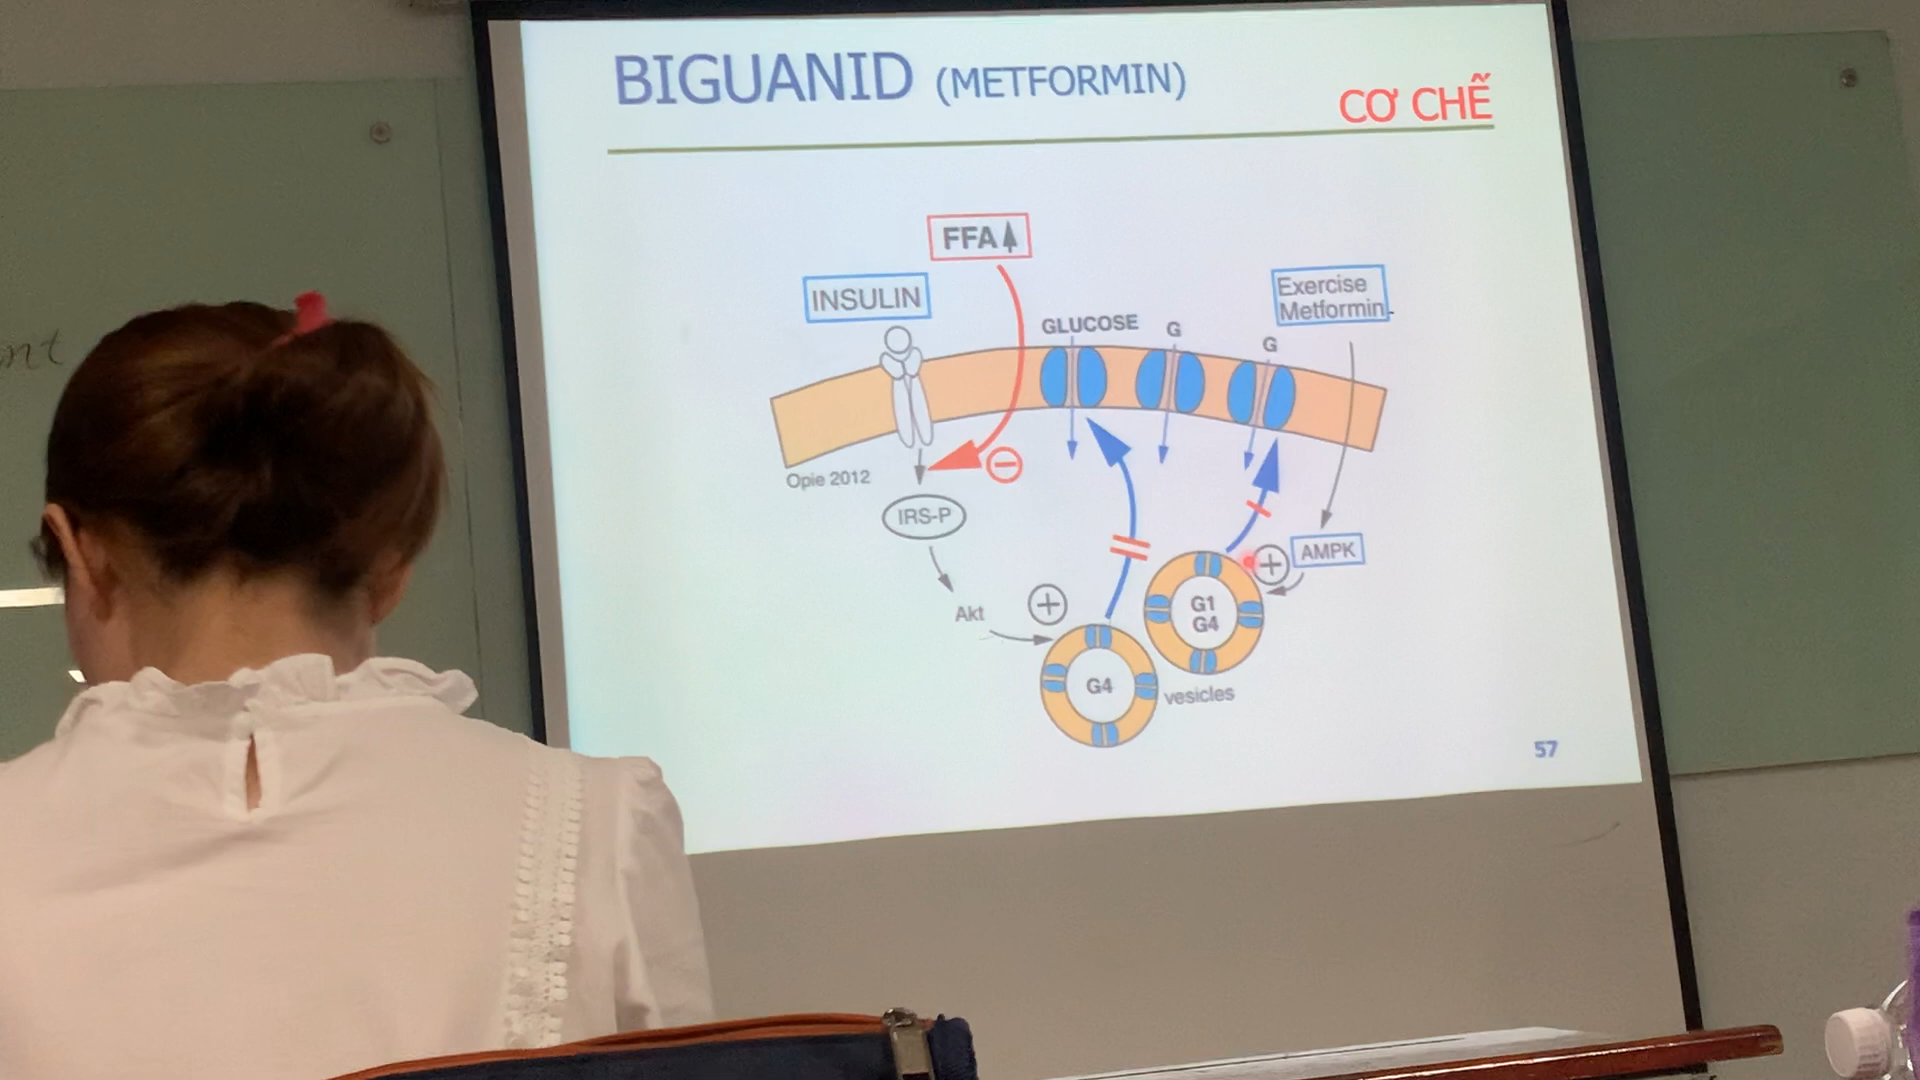 BIGUANID (METFORMIN)
CƠ CHẾ
FFA
INSULIN
Exercise
Metformin
GLUCOSE
G
G
Opie 2012
IRS-P
AMPK
Akt
G1
G4
G4
vesicles
57